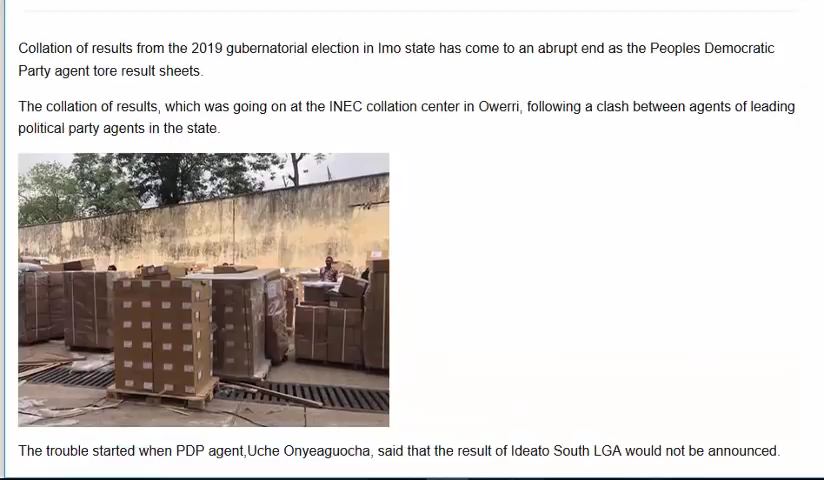 Collation of results from the 2019 gubernatorial election in Imo state has come to an abrupt end as the Peoples Democratic
Party agent tore result sheets.
The collation of results, which was going on at the INEC collation center in Owerri, following a clash between agents of leading
political party agents in the state.
The trouble started when PDP agent,Uche Onyeaguocha, said that the result of Ideato South LGA would not be announced.